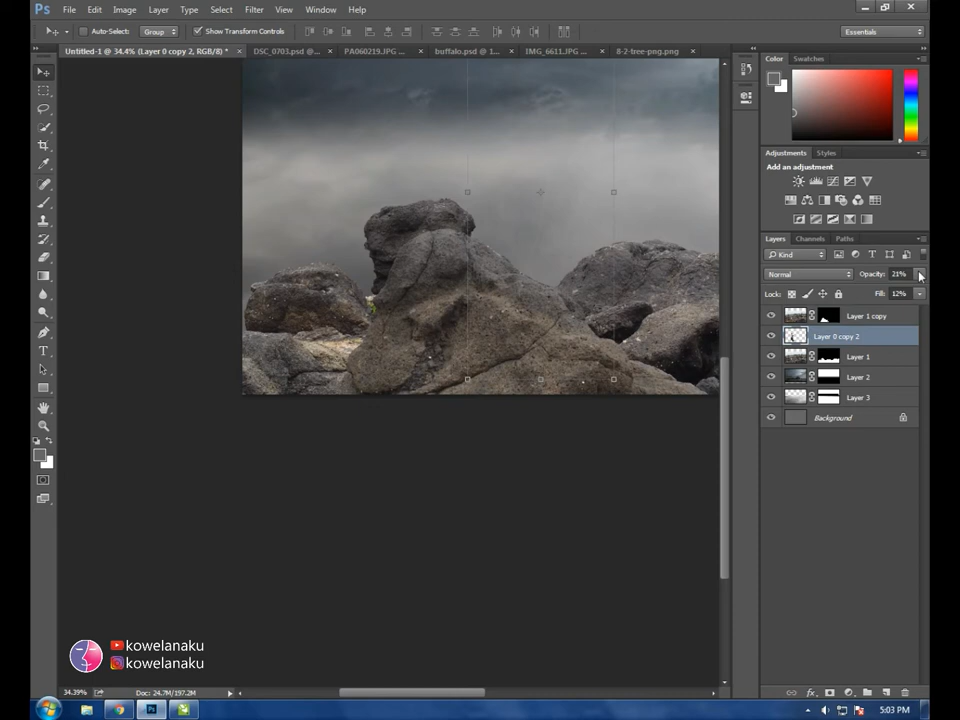 Ps File Edit Image Layer Type Select Filter View Window Help
Auto-Select: Group Show Transform Controls Essentials
Untitled-1 @ 34.4% (Layer 0 copy 2, RGB/8) * × DSC_0703.psd @... × PA060219.JPG ... × buffalo.psd @ 1... × IMG_6611.JPG ... × 8-2-tree-png.png ×
Color Swatches
Adjustments Styles
Add an adjustment
Layers Channels Paths
Kind
Normal Opacity: 21%
Lock: Fill: 12%
Layer 1 copy
Layer 0 copy 2
Layer 1
Layer 2
Layer 3
Background
kowelanaku
kowelanaku
34.39% Doc: 24.7M/197.2M
5:03 PM